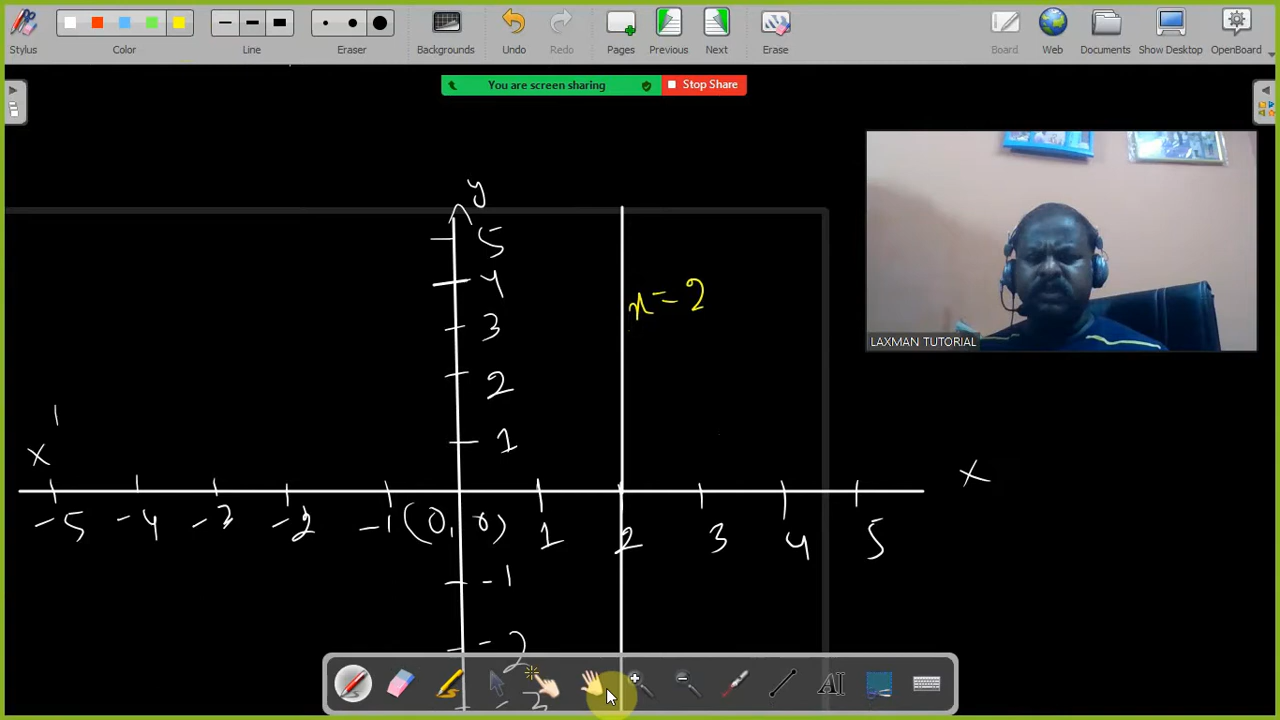 Stylus Color Line Eraser Backgrounds Undo Redo Pages Previous Next Erase Board Web Documents Show Desktop OpenBoard
You are screen sharing Stop Share
y
5
4
x = 2
3
LAXMAN TUTORIAL
2
1
x'
x
-5 -4 -3 -2 -1 (0, 0) 1 2 3 4 5
-1
-2
-3
AI